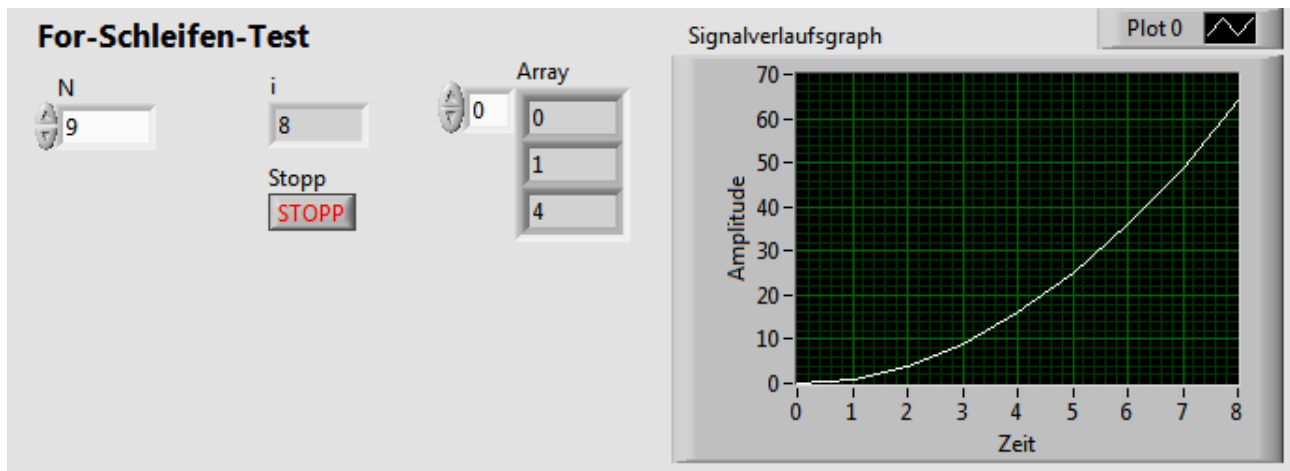 For-Schleifen-Test
N
9
i
8
Stopp
STOPP
Array
0
0
1
4
Signalverlaufsgraph
Plot 0
Amplitude
70
60
50
40
30
20
10
0
0 1 2 3 4 5 6 7 8
Zeit